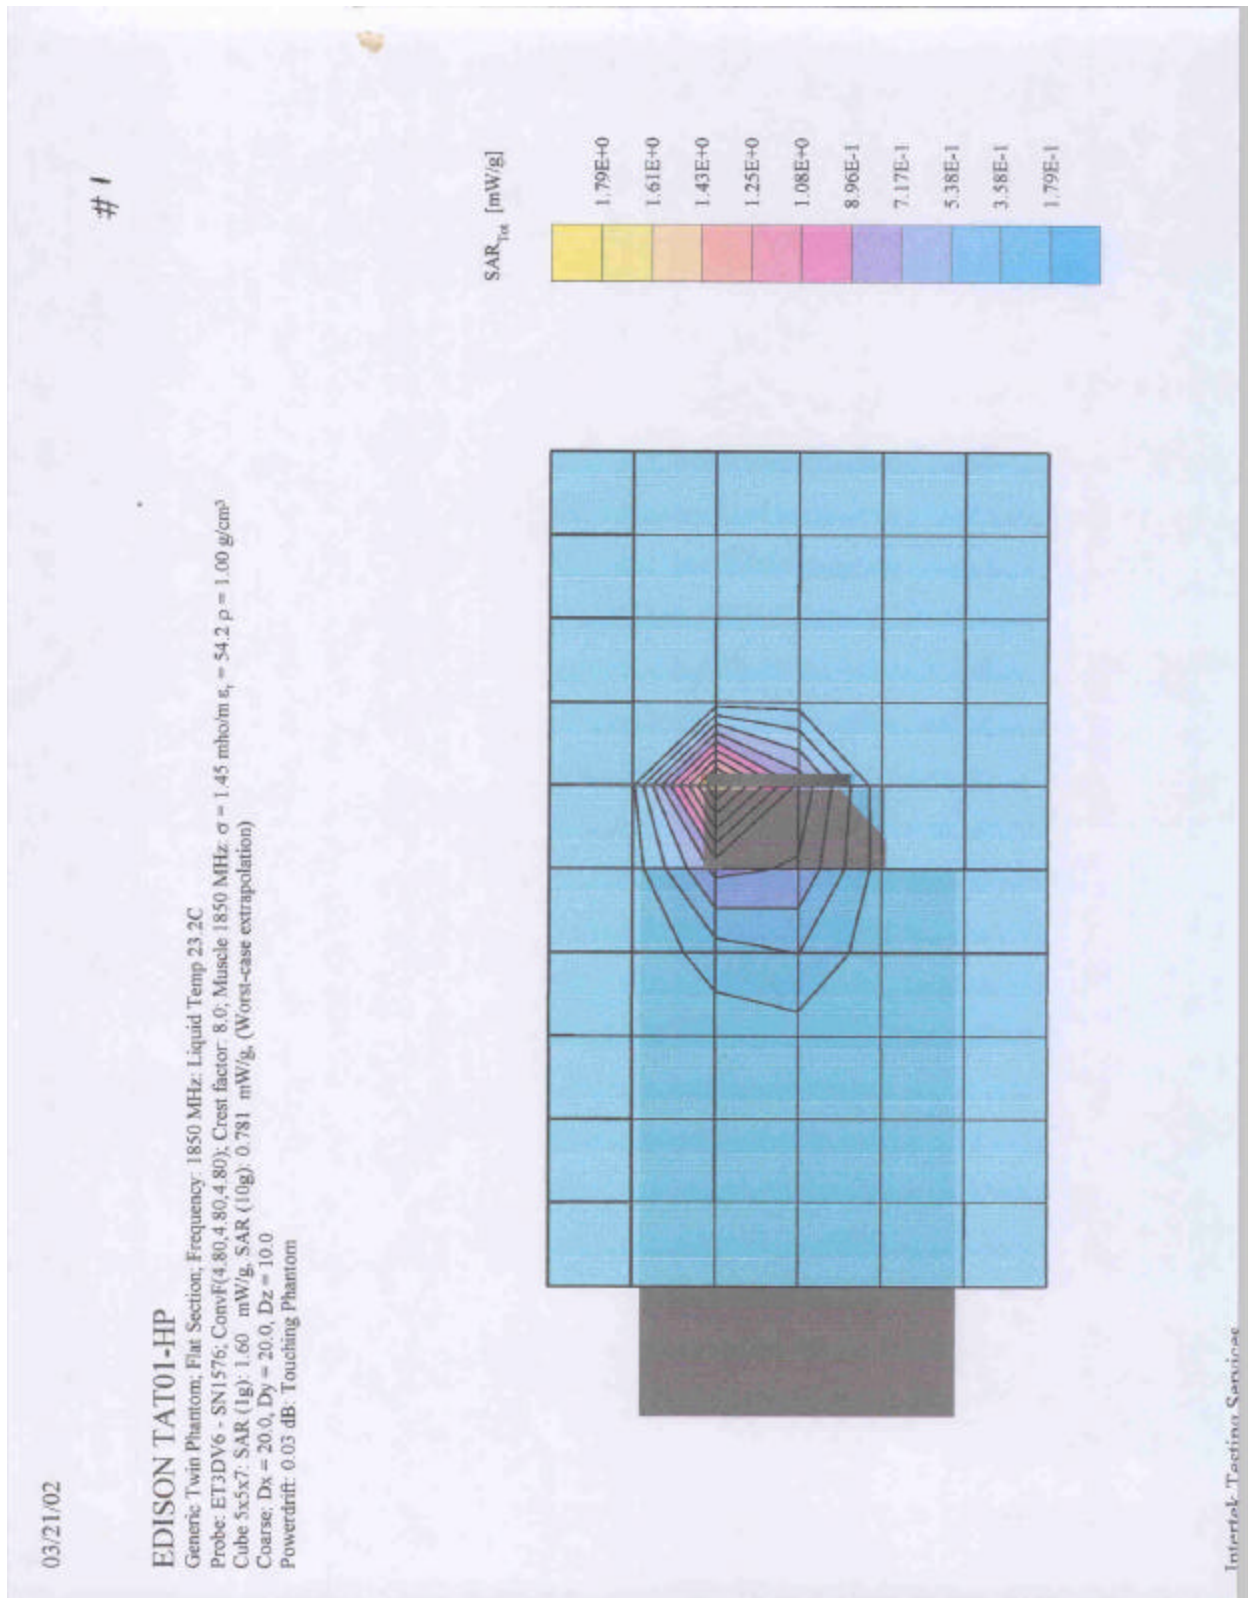 03/21/02
# 1
EDISON TAT01-HP
Generic Twin Phantom; Flat Section; Frequency: 1850 MHz: Liquid Temp 23.2C
Probe: ET3DV6 - SN1576; ConvF(4.80,4.80,4.80); Crest factor: 8.0; Muscle 1850 MHz: σ = 1.45 mho/m εr = 54.2 ρ = 1.00 g/cm³
Cube 5x5x7: SAR (1g): 1.60 mW/g, SAR (10g): 0.781 mW/g, (Worst-case extrapolation)
Coarse: Dx = 20.0, Dy = 20.0, Dz = 10.0
Powerdrift: 0.03 dB: Touching Phantom
SARTot [mW/g]
1.79E+0
1.61E+0
1.43E+0
1.25E+0
1.08E+0
8.96E-1
7.17E-1
5.38E-1
3.58E-1
1.79E-1
Intertek Testing Services